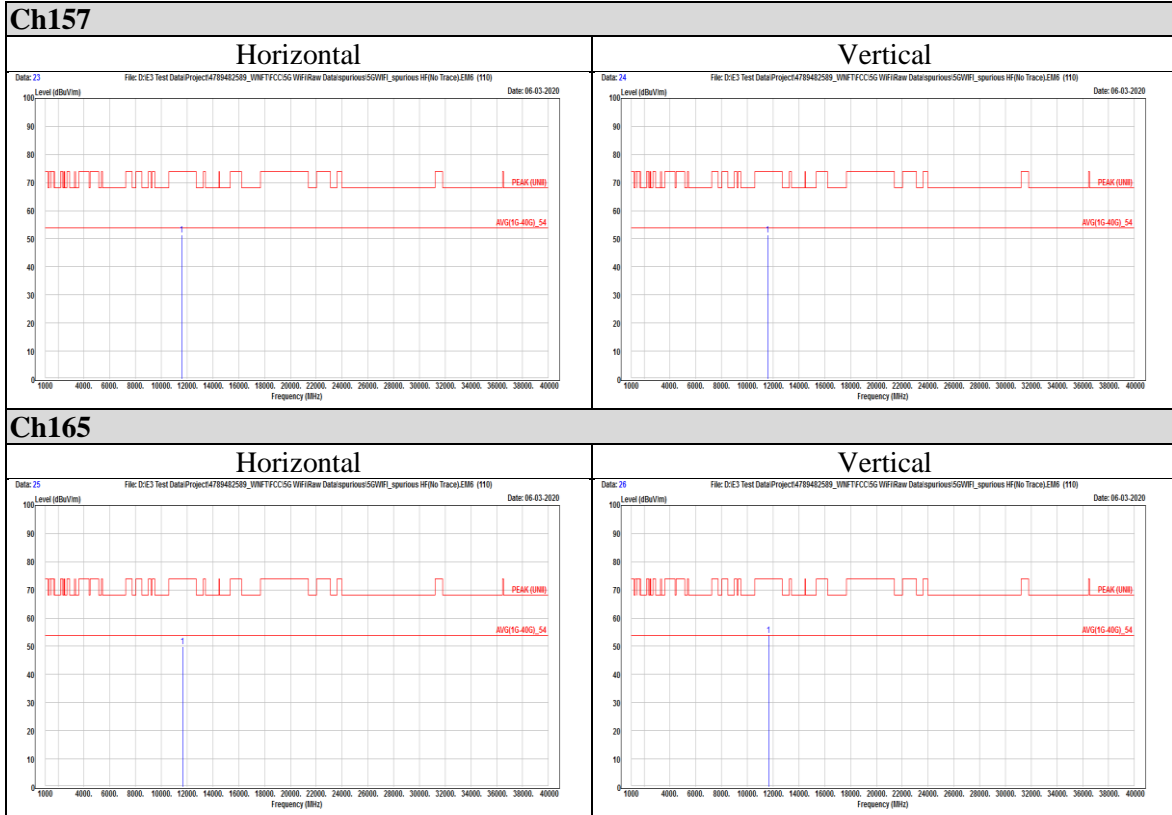 Ch157
Horizontal
Vertical
Data: 23 File: D:\E3 Test Data\Project\4789482589_WNFT\FCC\5G WiFi\Raw Data\spurious\5GWIFI_spurious HF(No Trace).EM6 (110)
Level (dBuV/m) Date: 06-03-2020
100
90
80
70
PEAK (UNII)
60
AVG(1G-40G)_54
1
50
40
30
20
10
0
1000 4000. 6000. 8000. 10000. 12000. 14000. 16000. 18000. 20000. 22000. 24000. 26000. 28000. 30000. 32000. 34000. 36000. 38000. 40000
Frequency (MHz)
Data: 24 File: D:\E3 Test Data\Project\4789482589_WNFT\FCC\5G WiFi\Raw Data\spurious\5GWIFI_spurious HF(No Trace).EM6 (110)
Level (dBuV/m) Date: 06-03-2020
100
90
80
70
PEAK (UNII)
60
AVG(1G-40G)_54
1
50
40
30
20
10
0
1000 4000. 6000. 8000. 10000. 12000. 14000. 16000. 18000. 20000. 22000. 24000. 26000. 28000. 30000. 32000. 34000. 36000. 38000. 40000
Frequency (MHz)
Ch165
Horizontal
Vertical
Data: 25 File: D:\E3 Test Data\Project\4789482589_WNFT\FCC\5G WiFi\Raw Data\spurious\5GWIFI_spurious HF(No Trace).EM6 (110)
Level (dBuV/m) Date: 06-03-2020
100
90
80
70
PEAK (UNII)
60
AVG(1G-40G)_54
1
50
40
30
20
10
0
1000 4000. 6000. 8000. 10000. 12000. 14000. 16000. 18000. 20000. 22000. 24000. 26000. 28000. 30000. 32000. 34000. 36000. 38000. 40000
Frequency (MHz)
Data: 26 File: D:\E3 Test Data\Project\4789482589_WNFT\FCC\5G WiFi\Raw Data\spurious\5GWIFI_spurious HF(No Trace).EM6 (110)
Level (dBuV/m) Date: 06-03-2020
100
90
80
70
PEAK (UNII)
60
1
AVG(1G-40G)_54
50
40
30
20
10
0
1000 4000. 6000. 8000. 10000. 12000. 14000. 16000. 18000. 20000. 22000. 24000. 26000. 28000. 30000. 32000. 34000. 36000. 38000. 40000
Frequency (MHz)